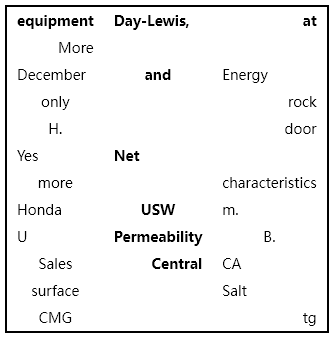 equipment Day-Lewis, at
More
December and Energy
only rock
H. door
Yes Net
more characteristics
Honda USW m.
U Permeability B.
Sales Central CA
surface Salt
CMG tg